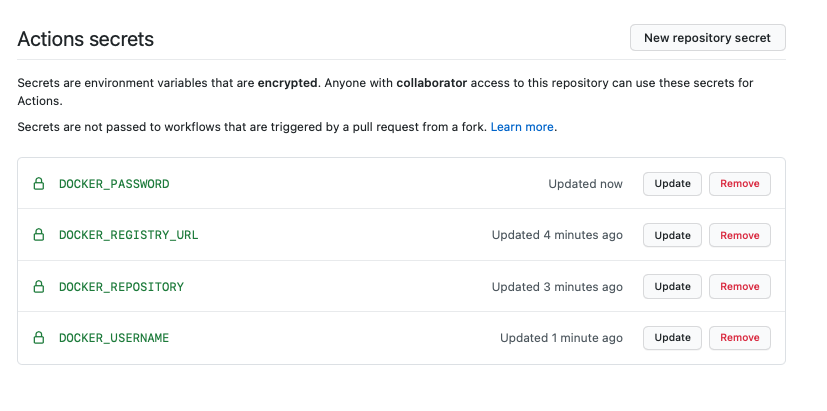 Actions secrets
New repository secret
Secrets are environment variables that are encrypted. Anyone with collaborator access to this repository can use these secrets for
Actions.
Secrets are not passed to workflows that are triggered by a pull request from a fork. Learn more.
DOCKER_PASSWORD Updated now Update Remove
DOCKER_REGISTRY_URL Updated 4 minutes ago Update Remove
DOCKER_REPOSITORY Updated 3 minutes ago Update Remove
DOCKER_USERNAME Updated 1 minute ago Update Remove